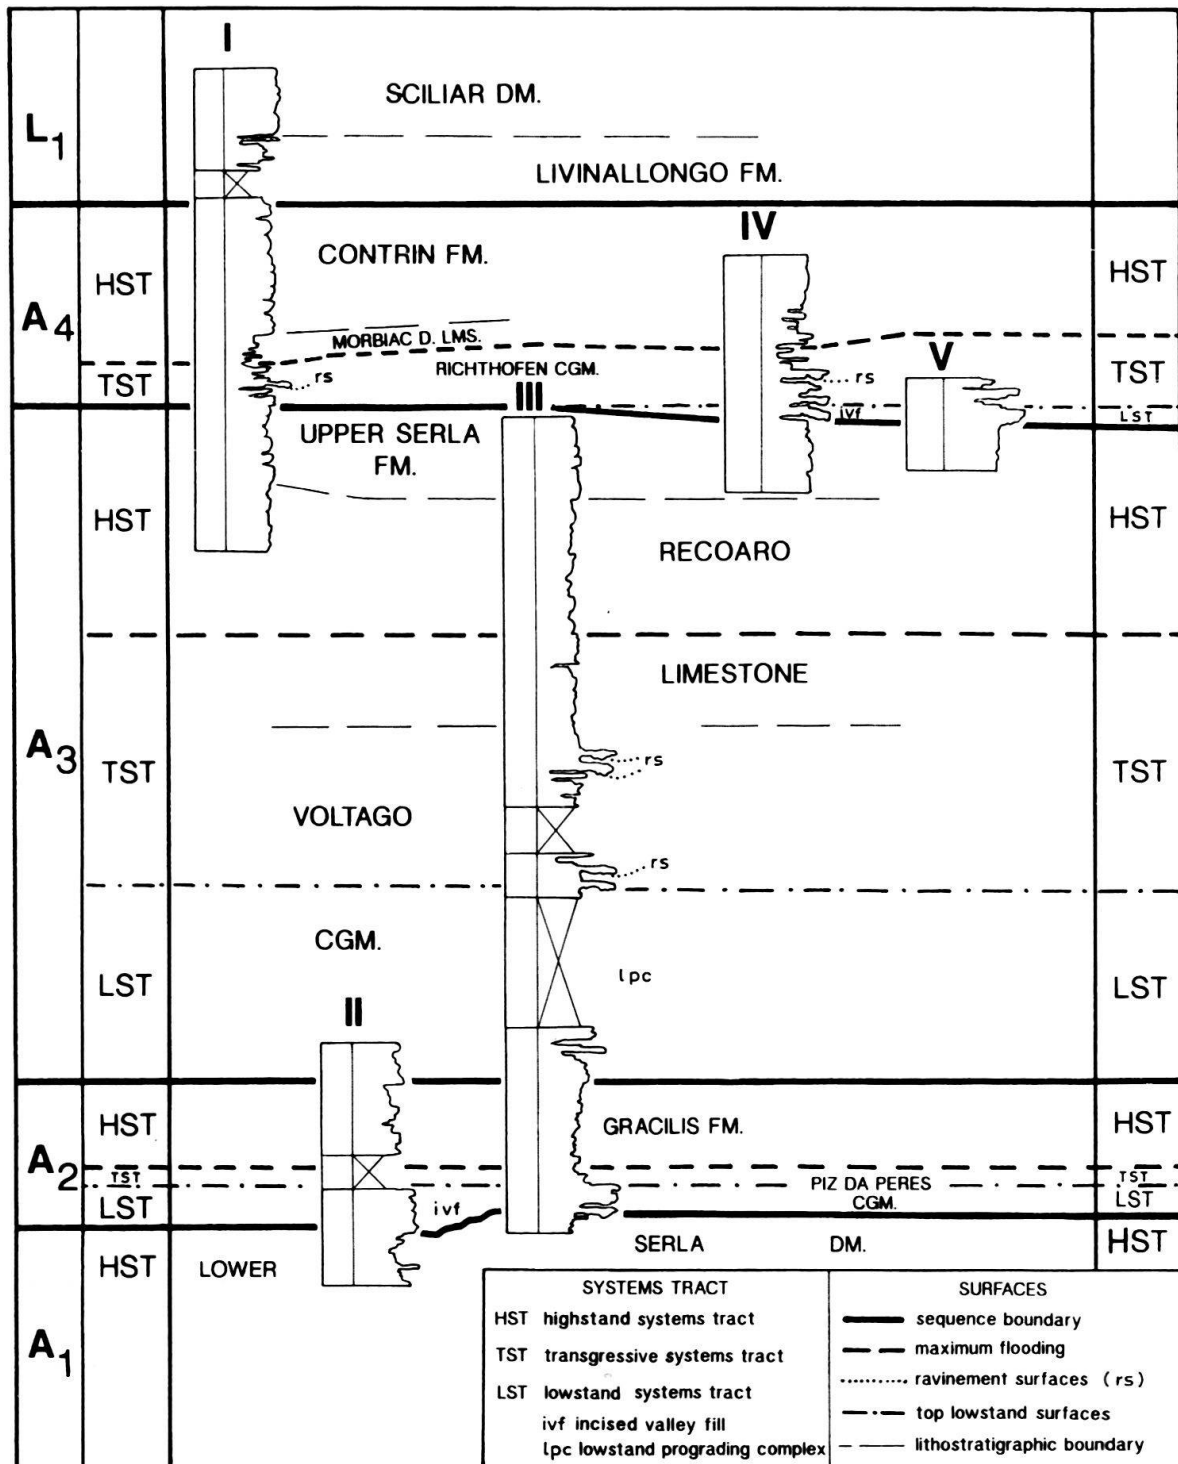 I
SCILIAR DM.
L1
LIVINALLONGO FM.
IV
CONTRIN FM.
HST
HST
A4
MORBIAC D. LMS.
RICHTHOFEN CGM.
V
TST
rs
rs
TST
III
ivf
LST
UPPER SERLA
FM.
HST
HST
RECOARO
LIMESTONE
A3
TST
rs
TST
VOLTAGO
rs
CGM.
lpc
LST
LST
II
HST
GRACILIS FM.
HST
A2
TST
PIZ DA PERES
TST
LST
ivf
CGM.
LST
HST
LOWER
SERLA DM.
HST
A1
SYSTEMS TRACT
HST highstand systems tract
TST transgressive systems tract
LST lowstand systems tract
ivf incised valley fill
lpc lowstand prograding complex
SURFACES
sequence boundary
maximum flooding
ravinement surfaces (rs)
top lowstand surfaces
lithostratigraphic boundary